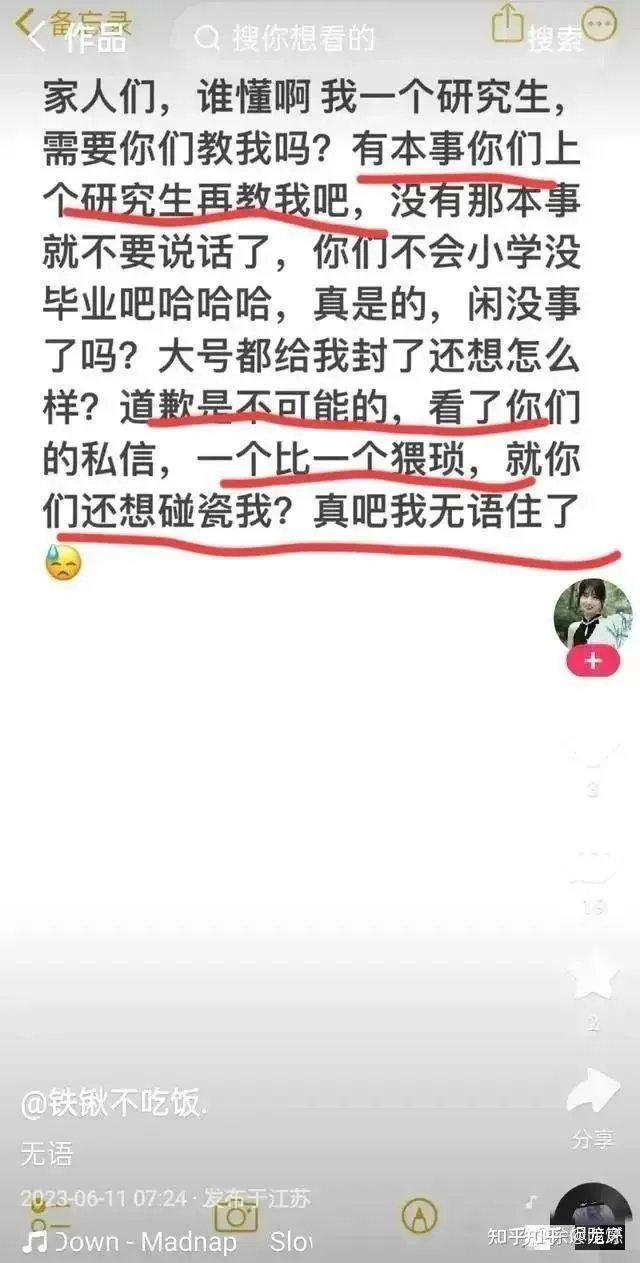 备忘录
作品
搜你想看的
搜索
家人们，谁懂啊 我一个研究生，
需要你们教我吗？有本事你们上
个研究生再教我吧，没有那本事
就不要说话了，你们不会小学没
毕业吧哈哈哈，真是的，闲没事
了吗？大号都给我封了还想怎么
样？道歉是不可能的，看了你们
的私信，一个比一个猥琐，就你
们还想碰瓷我？真吧我无语住了
3
19
2
分享
@铁锹不吃饭.
无语
2023-06-11 07:24 · 发布于江苏
Down - Madnap Slow
知乎